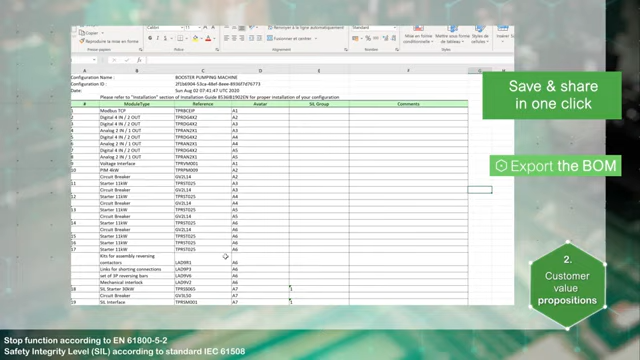 Copier
Reproduire la mise en forme
Presse-papiers
Calibri
11
Police
Renvoyer à la ligne automatiquement
Fusionner et centrer
Alignement
Standard
Nombre
Mise en forme
conditionnelle
Mettre sous forme
de tableau
Styles de
cellules
Styles
Insérer
A B C D E F G
Configuration Name : BOOSTER PUMPING MACHINE
Configuration ID :
Date: Sun Aug 02 07:41:47 UTC 2020
Please refer to "Installation" section of Installation Guide 8536IB1902EN for proper installation of your configuration
# ModuleType Reference Avatar SIL Group Comments
1 Modbus TCP TPRBCEIP A1
2 Digital 4 IN / 2 OUT TPRDG4X2 A2
3 Digital 4 IN / 2 OUT TPRDG4X2 A3
4 Analog 2 IN / 1 OUT TPRAN2X1 A3
5 Digital 4 IN / 2 OUT TPRDG4X2 A4
6 Analog 2 IN / 1 OUT TPRAN2X1 A4
7 Digital 4 IN / 2 OUT TPRDG4X2 A5
8 Analog 2 IN / 1 OUT TPRAN2X1 A5
9 Voltage Interface TPRVM001 A1
10 PIM 4kW TPRPM009 A2
Circuit Breaker GV2L14 A2
11 Starter 11kW TPRST025 A3
Circuit Breaker GV2L14 A3
12 Starter 11kW TPRST025 A4
Circuit Breaker GV2L14 A4
13 Starter 11kW TPRST025 A5
Circuit Breaker GV2L14 A5
14 Starter 11kW TPRST025 A6
Circuit Breaker GV2L14 A6
15 Starter 11kW TPRST025 A6
16 Starter 11kW TPRST025 A6
17 Starter 11kW TPRST025 A6
Kits for assembly reversing
contactors LAD9R1 A6
Links for shorting connections LAD9P3 A6
set of 3P reversing bars LAD9V6 A6
Mechanical interlock LAD9V2 A6
18 SIL Starter 30kW TPRSS065 A7 1
Circuit Breaker GV3L50 A7
19 SIL Interface TPRSM001 A7 1
Save & share
in one click
Export the BOM
2.
Customer
value
propositions
Stop function according to EN 61800-5-2
Safety Integrity Level (SIL) according to standard IEC 61508